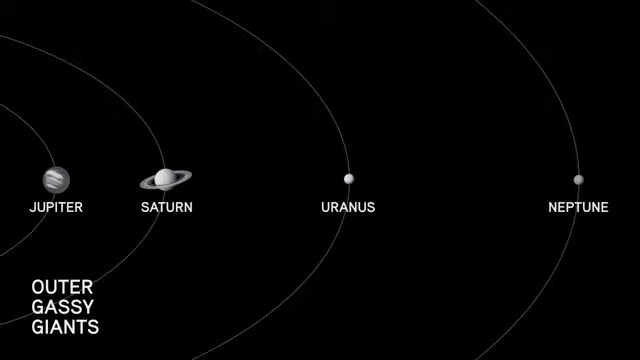 JUPITER SATURN URANUS NEPTUNE
OUTER
GASSY
GIANTS